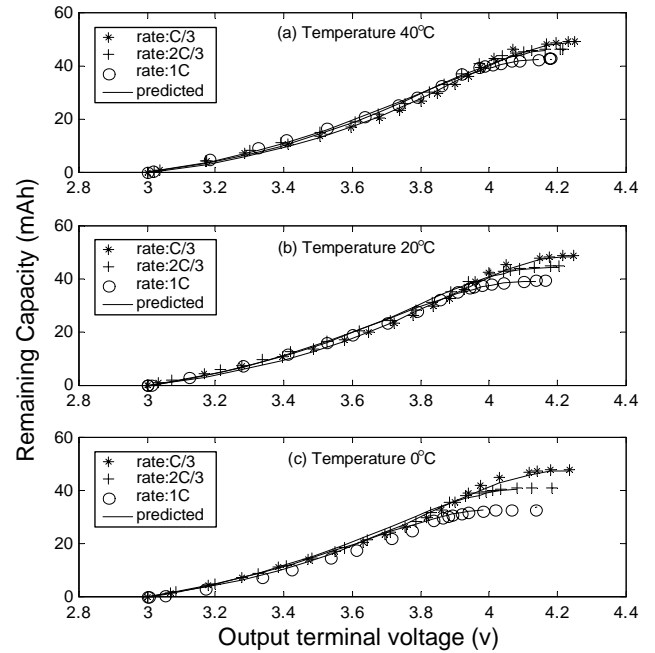 60
(a) Temperature 40°C
rate:C/3
rate:2C/3
rate:1C
predicted
40
20
0
2.8 3 3.2 3.4 3.6 3.8 4 4.2 4.4
60
(b) Temperature 20°C
rate:C/3
rate:2C/3
rate:1C
predicted
40
20
0
2.8 3 3.2 3.4 3.6 3.8 4 4.2 4.4
60
(c) Temperature 0°C
rate:C/3
rate:2C/3
rate:1C
predicted
40
20
0
2.8 3 3.2 3.4 3.6 3.8 4 4.2 4.4
Remaining Capacity (mAh)
Output terminal voltage (v)